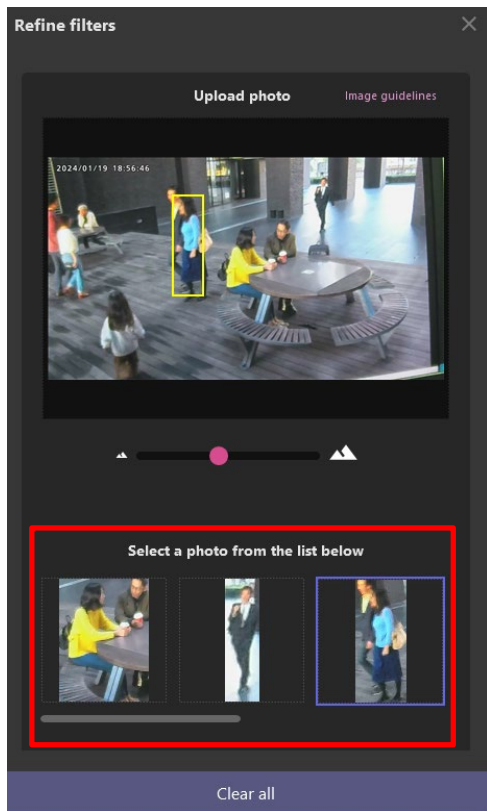 Refine filters
Upload photo
Image guidelines
2024/01/19 18:56:46
Select a photo from the list below
Clear all